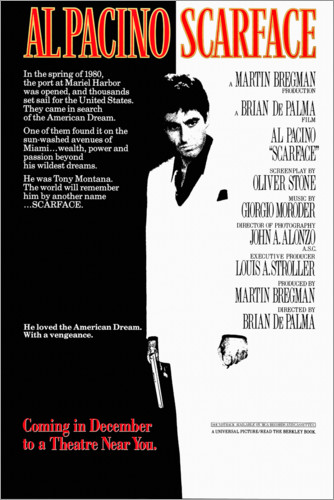 AL PACINO SCARFACE
In the spring of 1980,
the port at Mariel Harbor
was opened, and thousands
set sail for the United States.
They came in search
of the American Dream.
One of them found it on the
sun-washed avenues of
Miami...wealth, power and
passion beyond
his wildest dreams.
He was Tony Montana.
The world will remember
him by another name
...SCARFACE.
He loved the American Dream.
With a vengeance.
Coming in December
to a Theatre Near You.
A MARTIN BREGMAN
PRODUCTION
A BRIAN DE PALMA
FILM
AL PACINO
"SCARFACE"
SCREENPLAY BY
OLIVER STONE
MUSIC BY
GIORGIO MORODER
DIRECTOR OF PHOTOGRAPHY
JOHN A. ALONZO
A.S.C.
EXECUTIVE PRODUCER
LOUIS A. STROLLER
PRODUCED BY
MARTIN BREGMAN
DIRECTED BY
BRIAN DE PALMA
A UNIVERSAL PICTURE/READ THE BERKLEY BOOK.